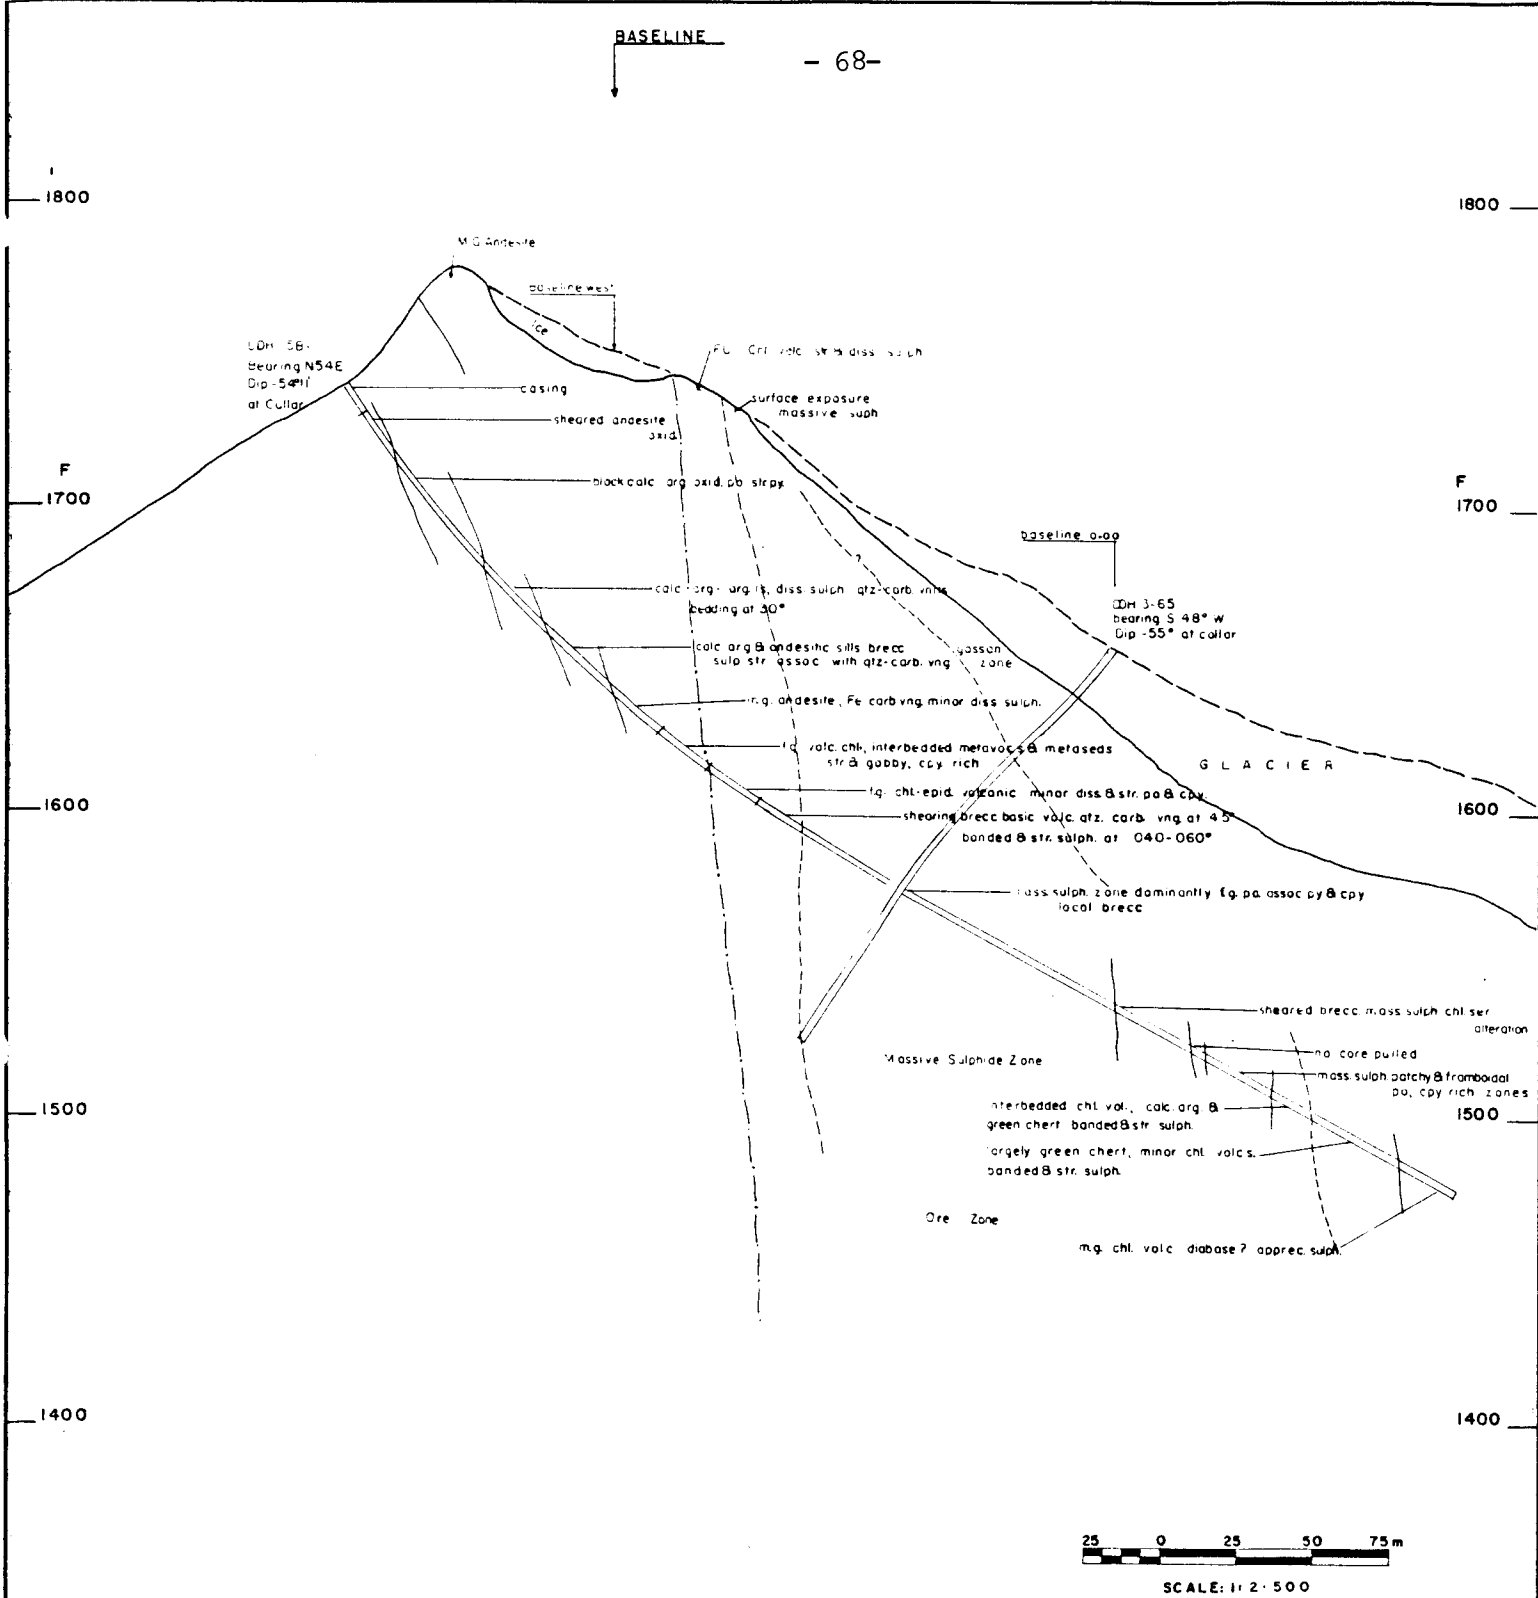 BASELINE
- 68-
1800
1800
M.G. Andesite
baseline west
ice
DDH 58-
Bearing N54E
Dip -54°11'
at Collar
F.G. Chl volc str & diss sulph
casing
surface exposure
massive suph
sheared andesite
oxid.
F
1700
F
1700
black calc arg oxid. po str py
baseline 0+00
?
calc - arg - arg ls, diss. sulph qtz-carb. vnlts
bedding at 30°
DDH 3-65
bearing S 48° W
Dip -55° at collar
calc arg & andesitic sills brecc
sulp str assoc with qtz-carb. vng
gossan
zone
m.g. andesite, Fe carb vng minor diss sulph.
f.g. volc. chl, interbedded metavocs & metaseds
str & gobby, cpy rich
GLACIER
f.g. chl-epid. volcanic minor diss. & str. po & cpy.
1600
1600
shearing brecc basic volc. qtz. carb. vng at 45°
banded & str. sulph. at 040-060°
mass. sulph. zone dominantly f.g. po. assoc py & cpy
local brecc
sheared brecc. mass. sulph chl. ser
alteration
no core pulled
Massive Sulphide Zone
mass. sulph. patchy & framboidal
po, cpy rich zones
1500
1500
interbedded chl. vol., calc. arg. &
green chert banded & str sulph.
largely green chert, minor chl volcs.
banded & str. sulph.
Ore Zone
m.g. chl. volc diabase? apprec. sulph.
1400
1400
25 0 25 50 75 m
SCALE: 1:2·500